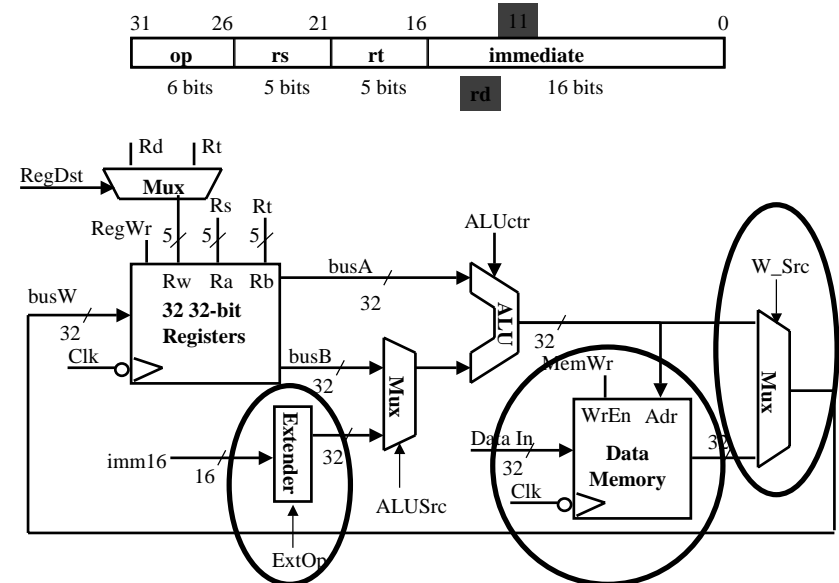 31 26 21 16 11 0
op rs rt immediate
6 bits 5 bits 5 bits rd 16 bits
Rd Rt
RegDst Mux
Rs Rt ALUctr
RegWr 5 5 5
W_Src
Rw Ra Rb busA
busW 32 32-bit 32
32 Registers ALU 32
Clk busB MemWr
32 Mux Mux
WrEn Adr
Extender Data In 32
imm16 32 32 Data
16 Memory
ALUSrc Clk
ExtOp